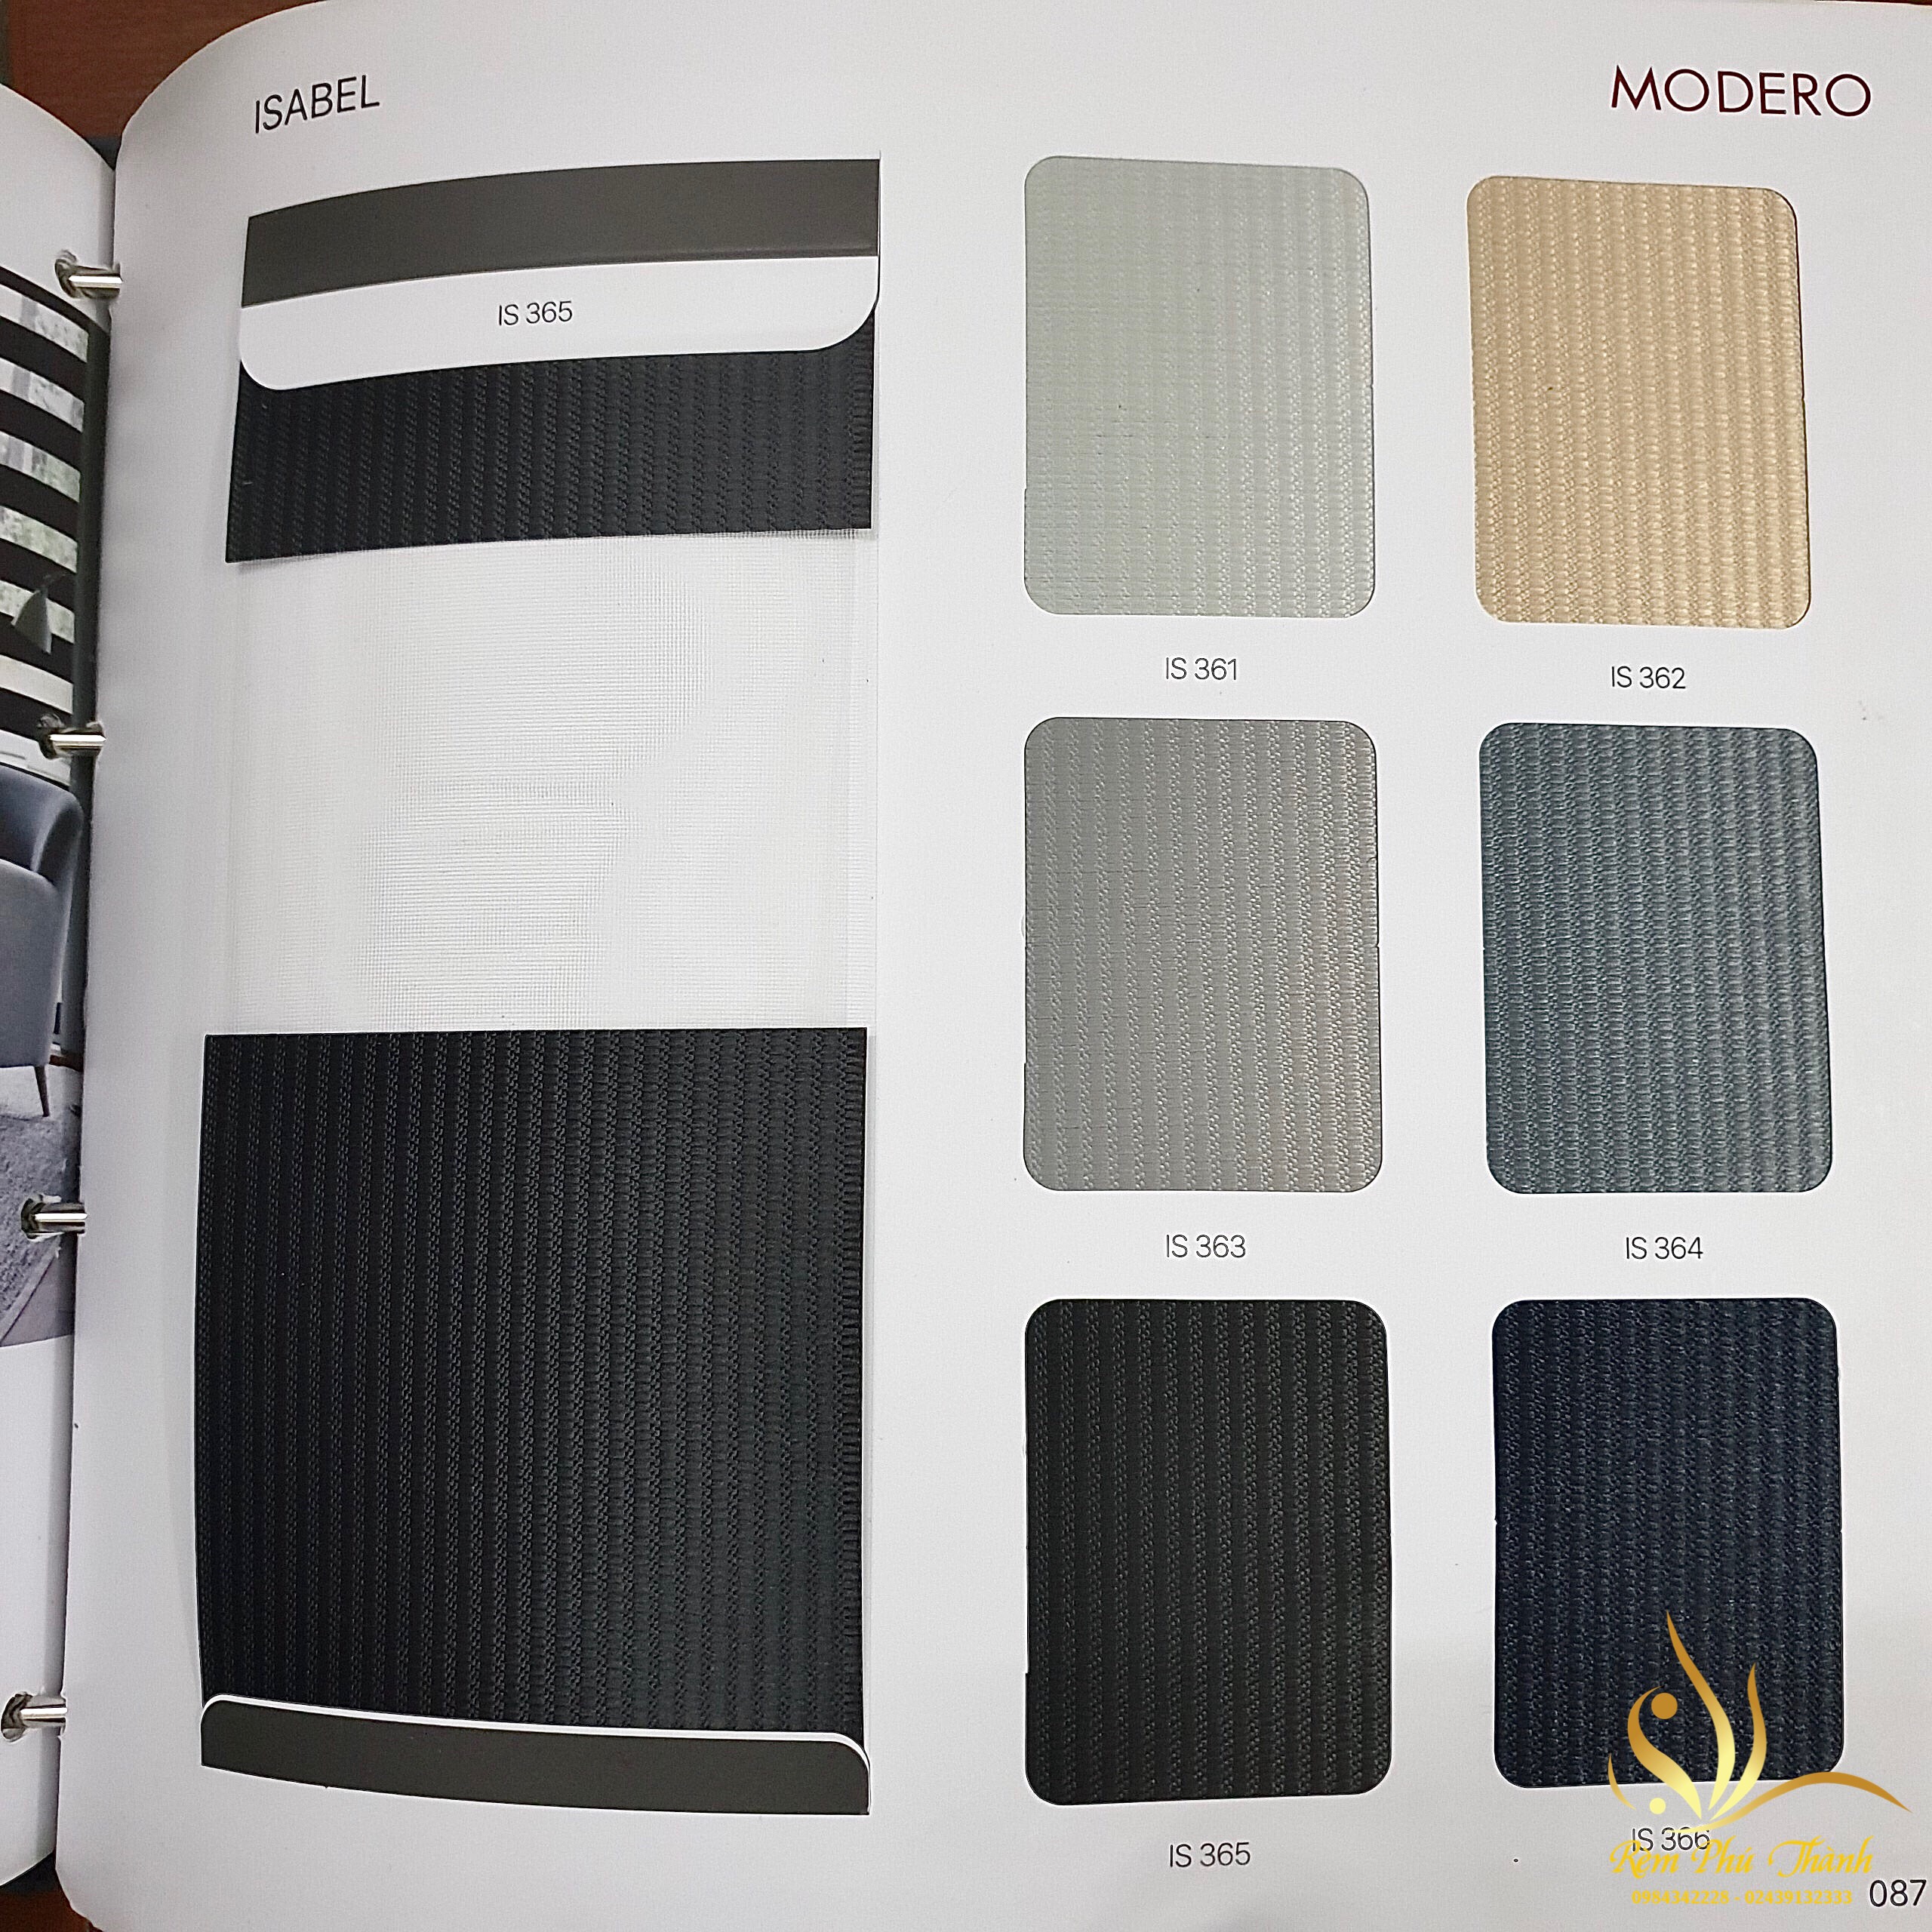 ISABEL
MODERO
IS 365
IS 361
IS 362
IS 363
IS 364
IS 365
IS 366
Rèm Phú Thành
0984342228 - 02439132333
087